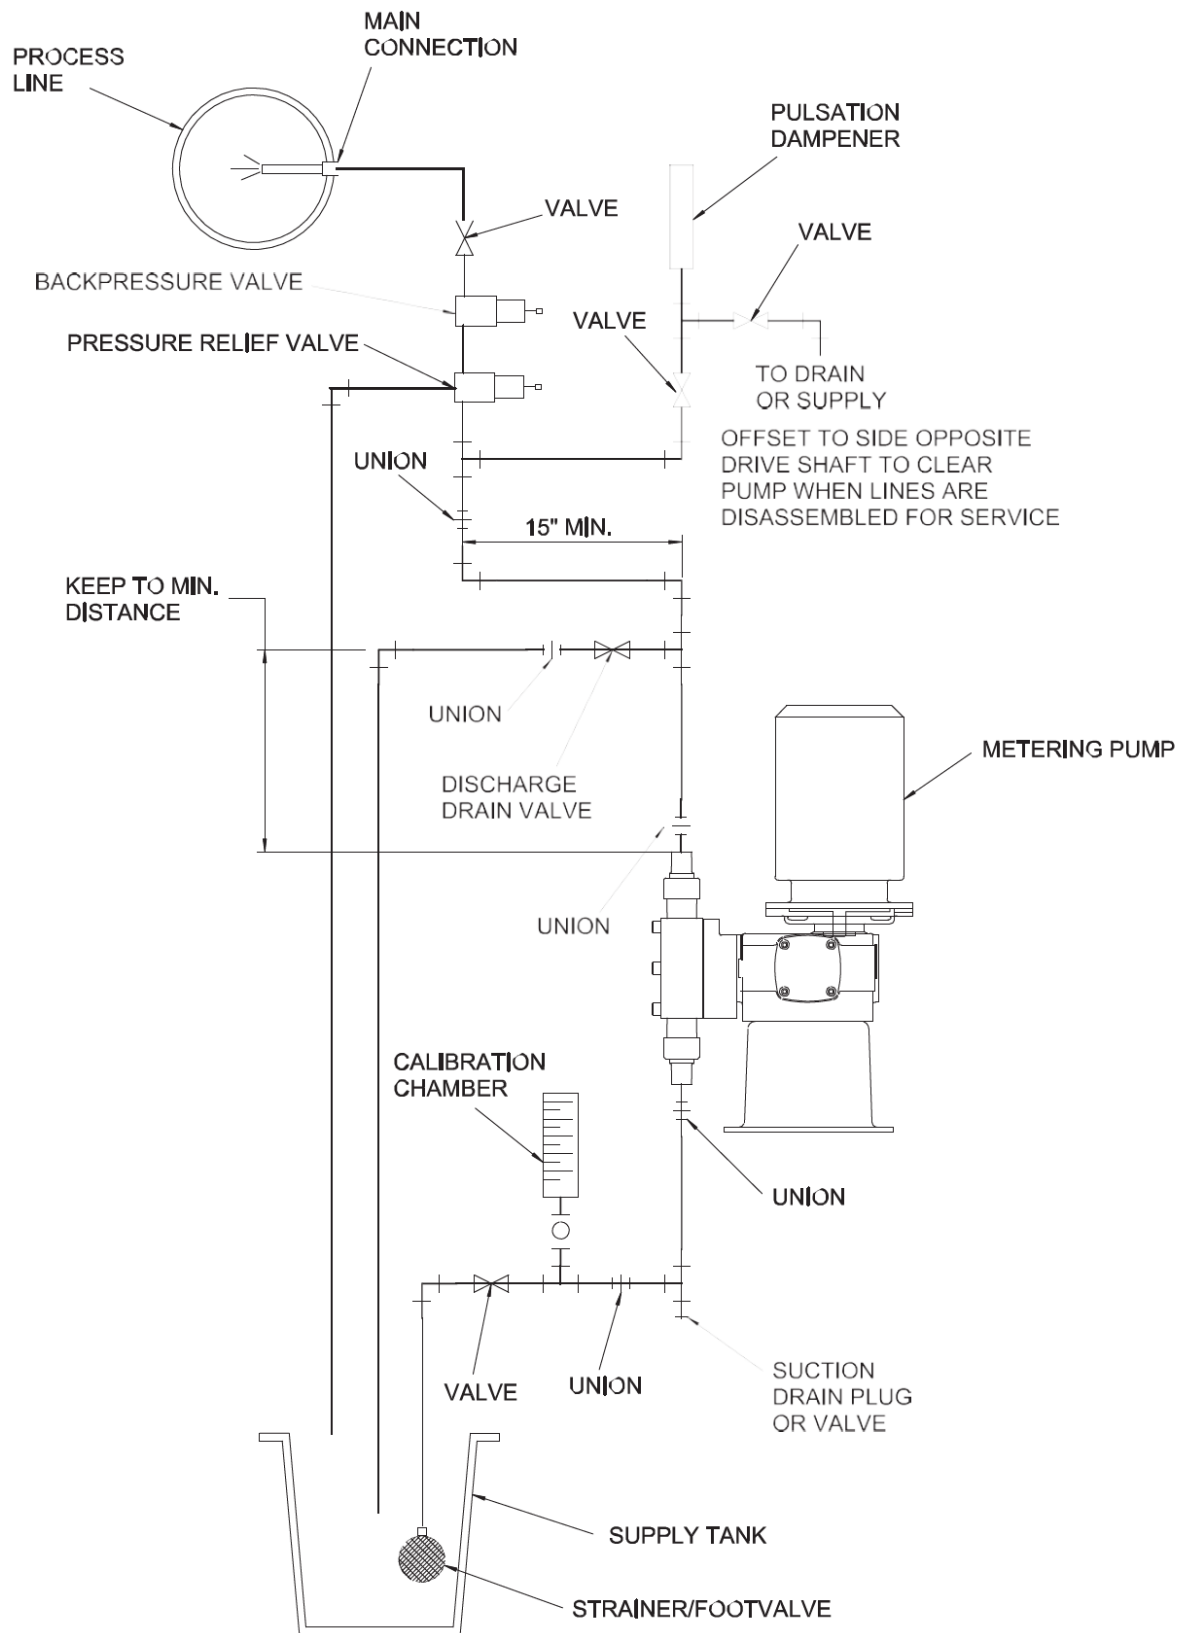 MAIN
CONNECTION
PROCESS
LINE
PULSATION
DAMPENER
VALVE
VALVE
BACKPRESSURE VALVE
VALVE
PRESSURE RELIEF VALVE
TO DRAIN
OR SUPPLY
OFFSET TO SIDE OPPOSITE
DRIVE SHAFT TO CLEAR
PUMP WHEN LINES ARE
DISASSEMBLED FOR SERVICE
UNION
15" MIN.
KEEP TO MIN.
DISTANCE
UNION
METERING PUMP
DISCHARGE
DRAIN VALVE
UNION
CALIBRATION
CHAMBER
UNION
SUCTION
DRAIN PLUG
OR VALVE
VALVE
UNION
SUPPLY TANK
STRAINER/FOOTVALVE